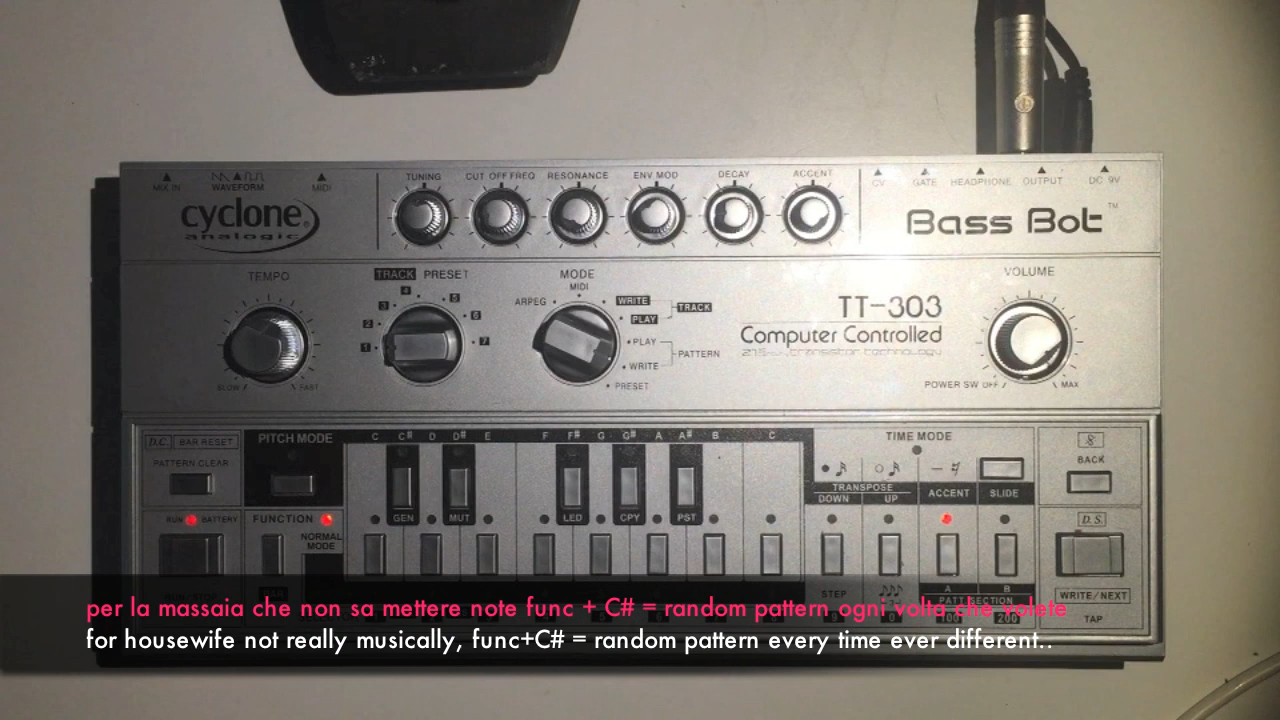 MIX IN
WAVEFORM
MIDI
TUNING
CUT OFF FREQ
RESONANCE
ENV MOD
DECAY
ACCENT
CV
GATE
HEADPHONE
OUTPUT
DC 9V
cyclone®
analogic
Bass Bot™
TEMPO
SLOW
FAST
TRACK PRESET
1
2
3
4
5
6
7
MODE
MIDI
ARPEG
WRITE
PLAY
TRACK
PLAY
WRITE
PATTERN
PRESET
TT-303
Computer Controlled
transistor technology
VOLUME
POWER SW OFF
MAX
D.C. BAR RESET
PATTERN CLEAR
PITCH MODE
C C# D D# E F F# G G# A A# B C
GEN
MUT
LED
CPY
PST
TIME MODE
TRANSPOSE
DOWN
UP
ACCENT
SLIDE
BACK
RUN BATTERY
FUNCTION
NORMAL MODE
D.S.
STEP
A
B
PATT SECTION
100
200
WRITE/NEXT
TAP
per la massaia che non sa mettere note func + C# = random pattern ogni volta che volete
for housewife not really musically, func+C# = random pattern every time ever different..